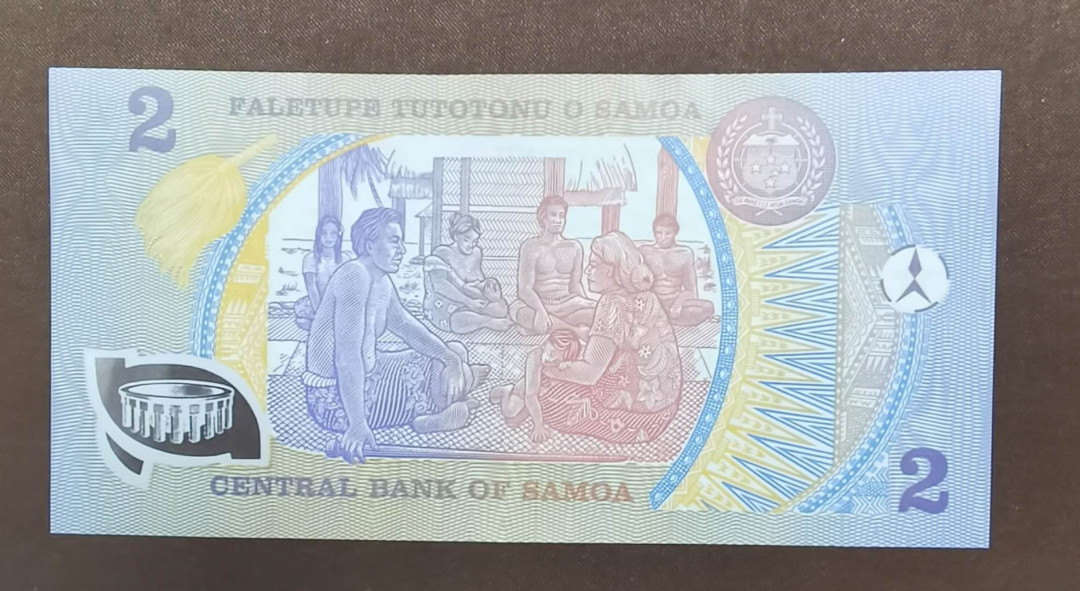 2
FALETUPE TUTOTONU O SAMOA
CENTRAL BANK OF SAMOA
2